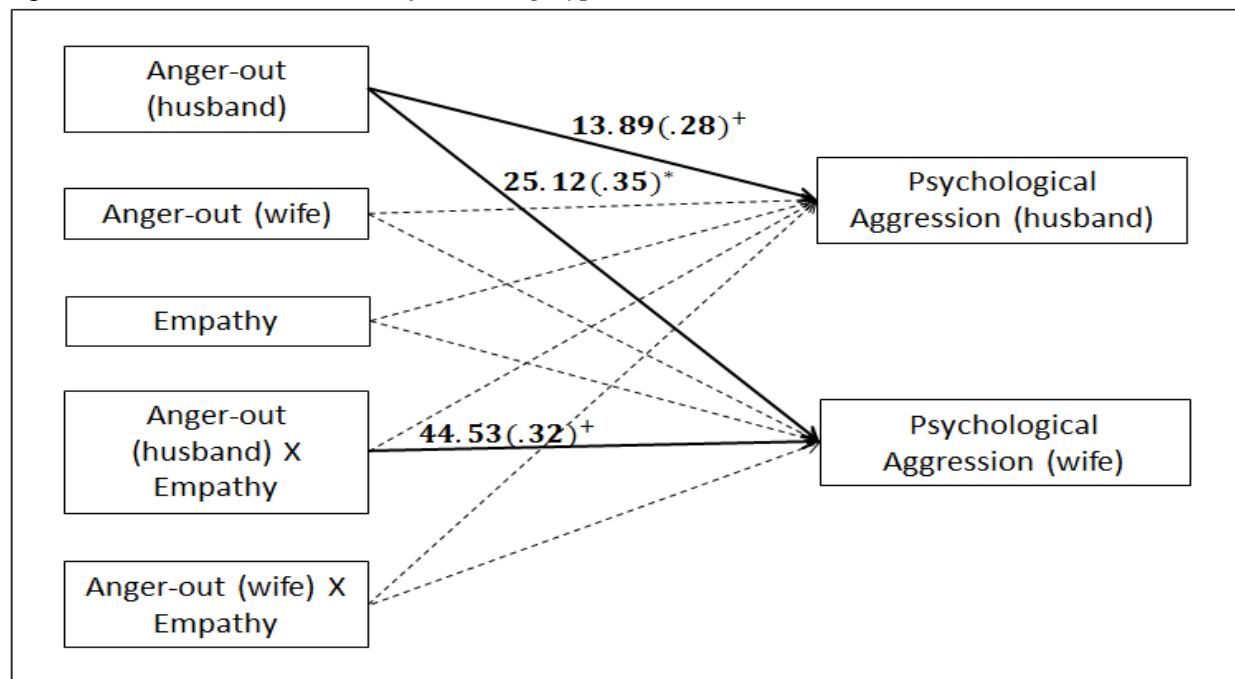 Anger-out
(husband)
13.89(.28)+
25.12(.35)*
Psychological
Aggression (husband)
Anger-out (wife)
Empathy
Anger-out
(husband) X
Empathy
44.53(.32)+
Psychological
Aggression (wife)
Anger-out (wife) X
Empathy